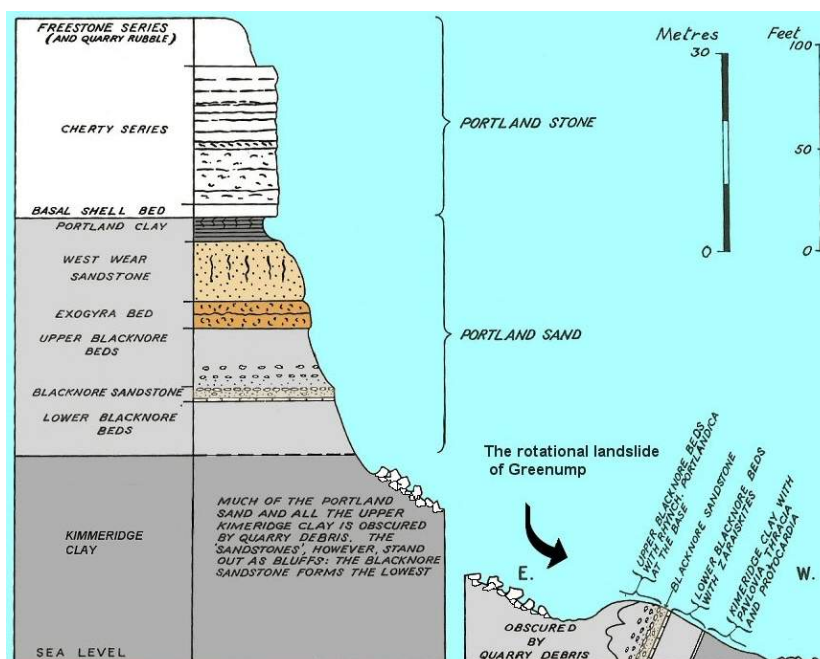 FREESTONE SERIES
(AND QUARRY RUBBLE)
CHERTY SERIES
BASAL SHELL BED
PORTLAND CLAY
WEST WEAR
SANDSTONE
EXOGYRA BED
UPPER BLACKNORE
BEDS
BLACKNORE SANDSTONE
LOWER BLACKNORE
BEDS
KIMMERIDGE
CLAY
SEA LEVEL
PORTLAND STONE
PORTLAND SAND
Metres
30
0
Feet
100
50
0
MUCH OF THE PORTLAND
SAND AND ALL THE UPPER
KIMERIDGE CLAY IS OBSCURED
BY QUARRY DEBRIS. THE
'SANDSTONES', HOWEVER, STAND
OUT AS BLUFFS: THE BLACKNORE
SANDSTONE FORMS THE LOWEST
The rotational landslide
of Greenump
E.
W.
UPPER BLACKNORE BEDS
WITH RHYNCH. PORTLANDICA
AT THE BASE
BLACKNORE SANDSTONE
LOWER BLACKNORE BEDS
WITH ZARAISKITES
KIMERIDGE CLAY WITH
PAVLOVIA, THRACIA
AND PROTOCARDIA
OBSCURED
BY
QUARRY DEBRIS